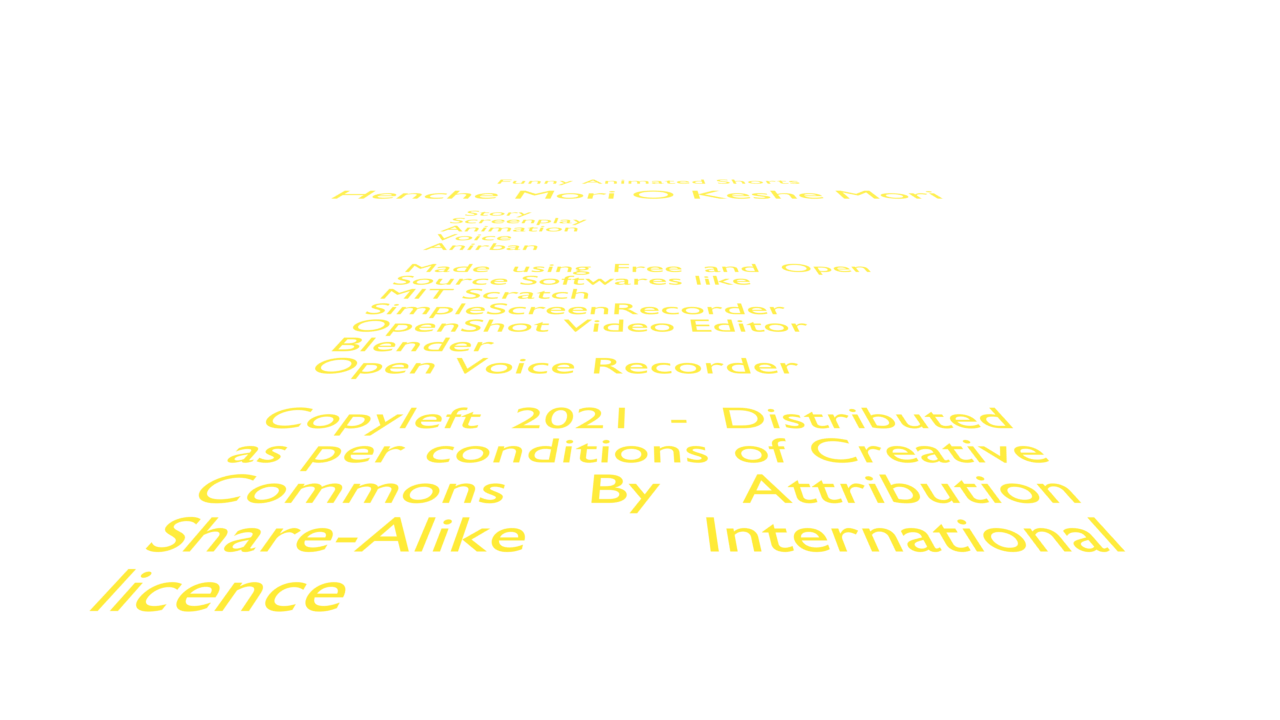 Funny Animated Shorts
Henche Mori O Keshe Mori
Story
Screenplay
Animation
Voice
Anirban
Made using Free and Open
Source Softwares like
MIT Scratch
SimpleScreenRecorder
OpenShot Video Editor
Blender
Open Voice Recorder
Copyleft 2021 - Distributed
as per conditions of Creative
Commons By Attribution
Share-Alike International
licence